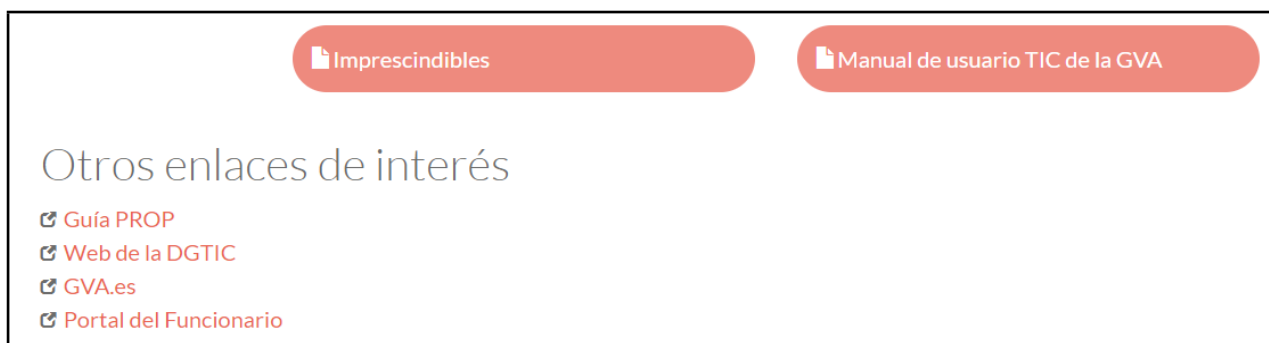 Imprescindibles
Manual de usuario TIC de la GVA
Otros enlaces de interés
Guía PROP
Web de la DGTIC
GVA.es
Portal del Funcionario